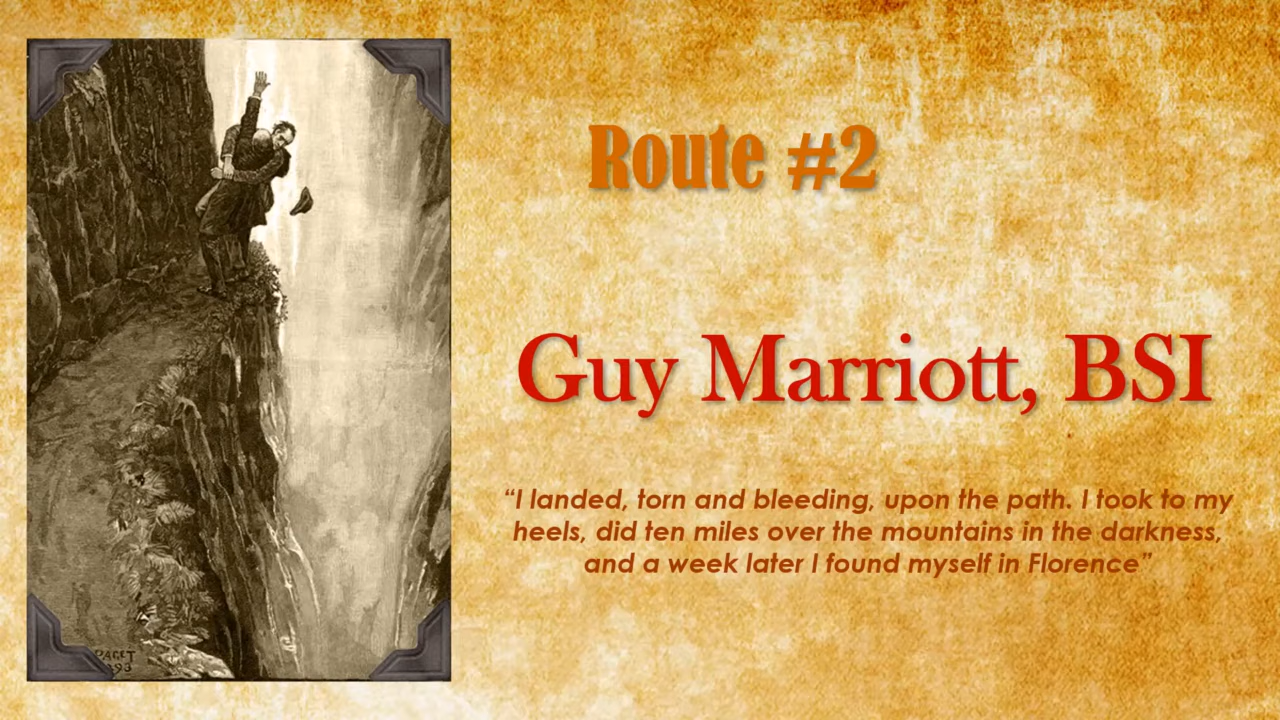 Route #2
Guy Marriott, BSI
“I landed, torn and bleeding, upon the path. I took to my
heels, did ten miles over the mountains in the darkness,
and a week later I found myself in Florence”
PAGET